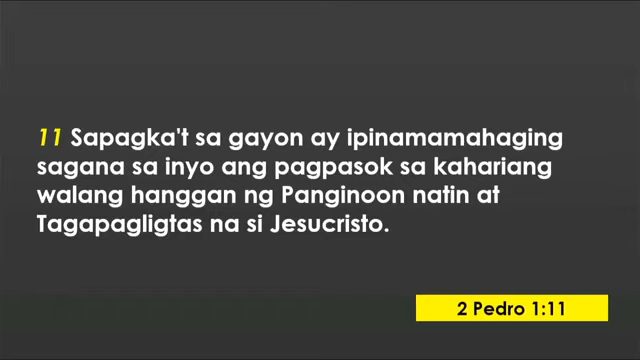 11 Sapagka't sa gayon ay ipinamamahaging
sagana sa inyo ang pagpasok sa kahariang
walang hanggan ng Panginoon natin at
Tagapagligtas na si Jesucristo.
2 Pedro 1:11